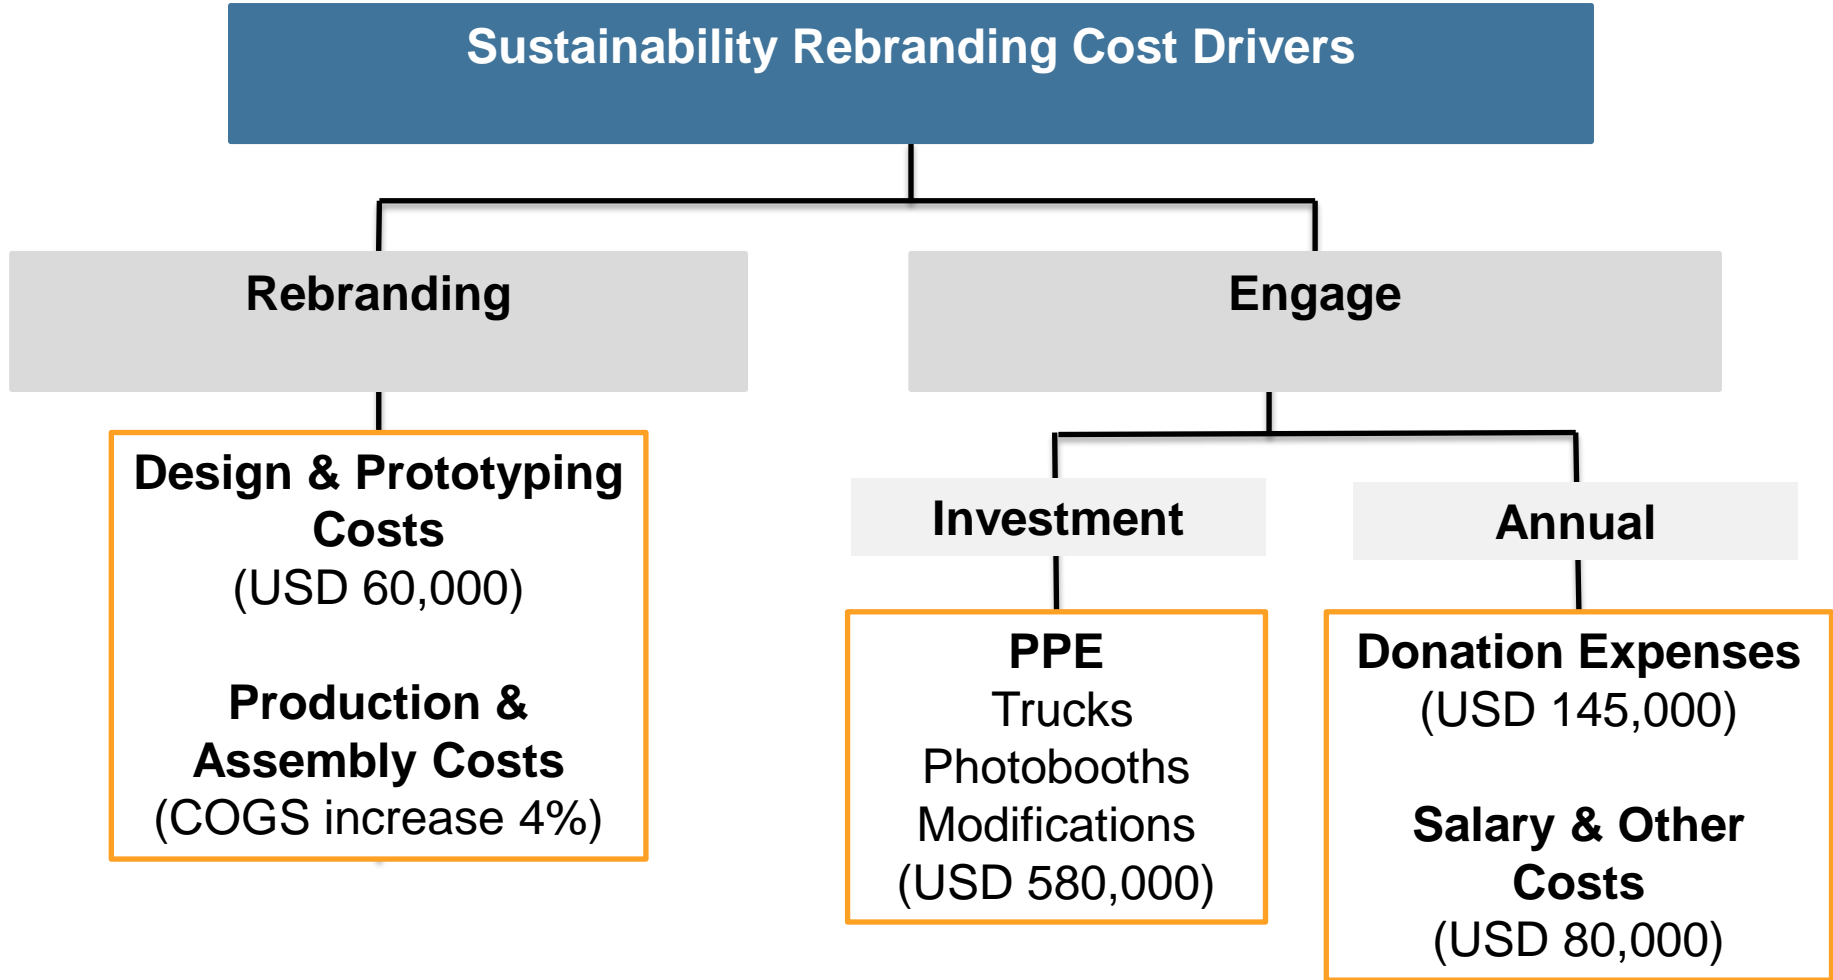 Sustainability Rebranding Cost Drivers
Rebranding
Engage
Design & Prototyping
Costs
(USD 60,000)
Production &
Assembly Costs
(COGS increase 4%)
Investment
PPE
Trucks
Photobooths
Modifications
(USD 580,000)
Annual
Donation Expenses
(USD 145,000)
Salary & Other
Costs
(USD 80,000)